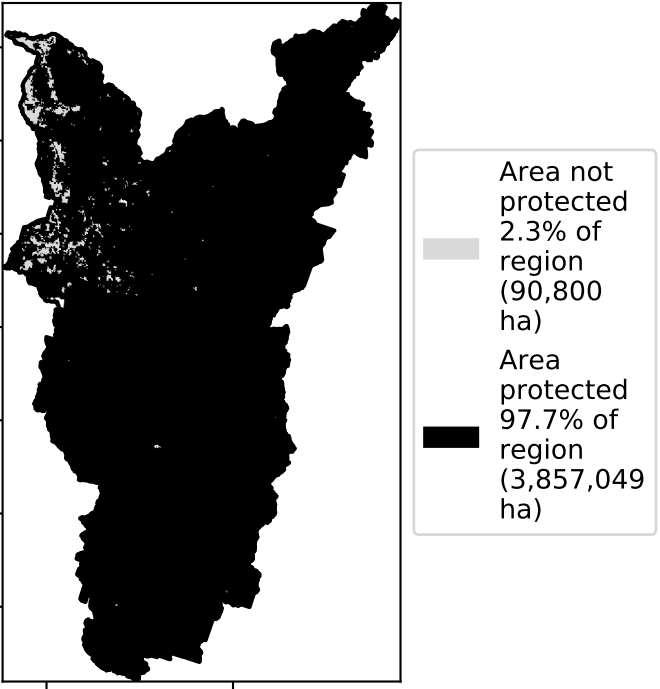 Area not
protected
2.3% of
region
(90,800
ha)
Area
protected
97.7% of
region
(3,857,049
ha)